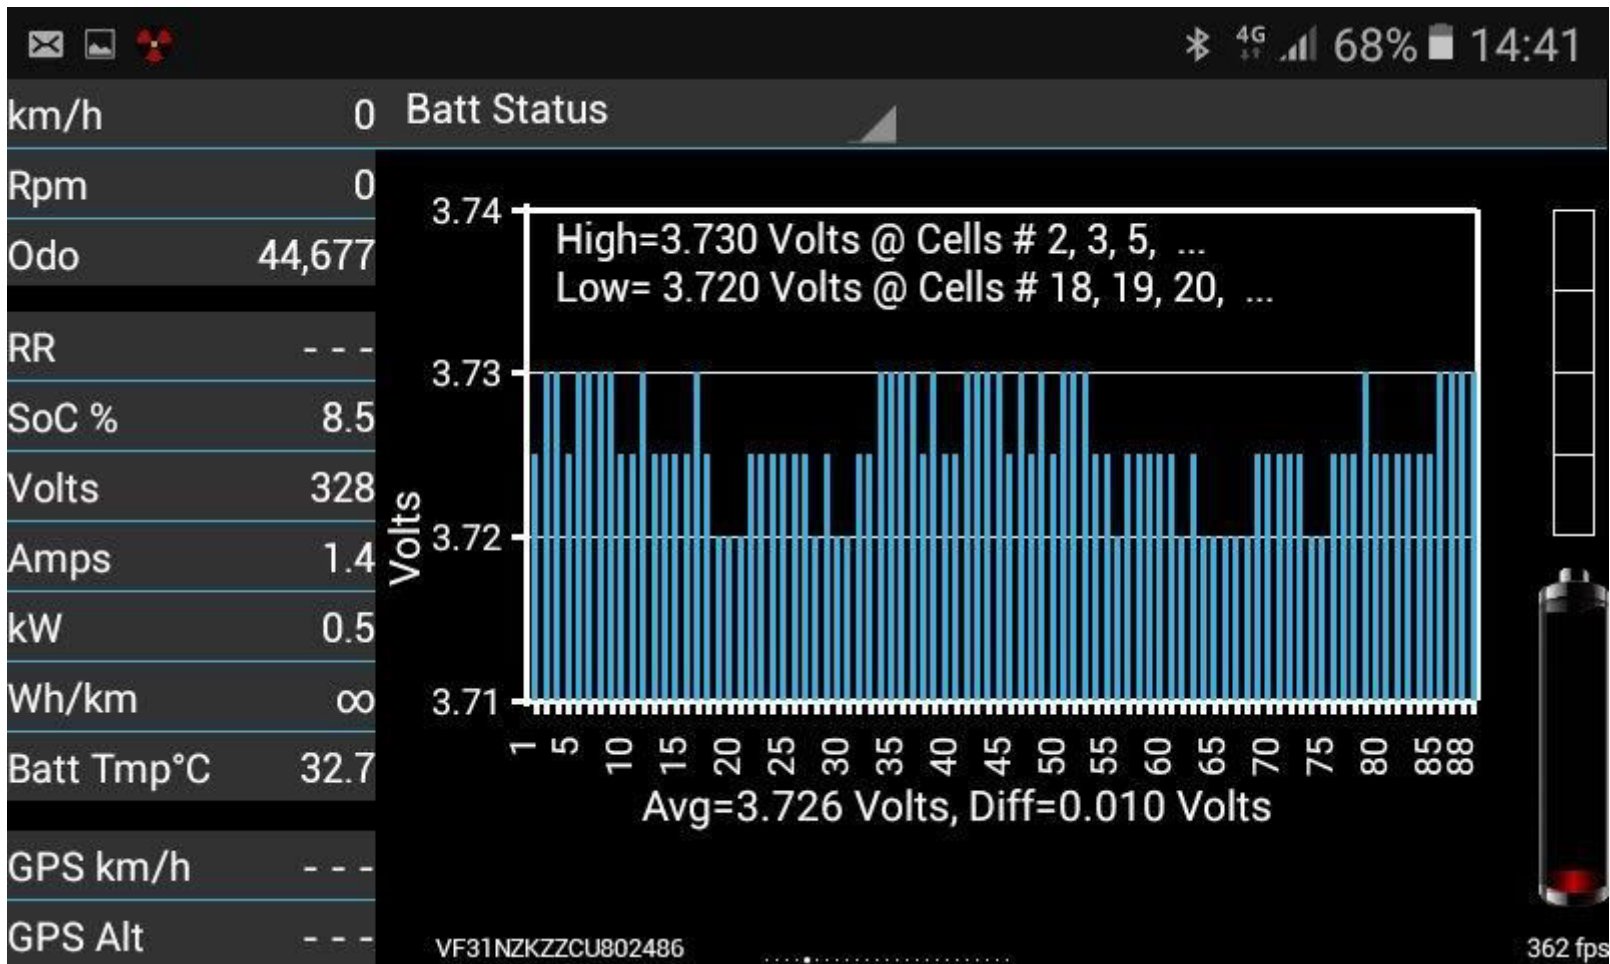 4G 68% 14:41
km/h 0
Rpm 0
Odo 44,677
RR - - -
SoC % 8.5
Volts 328
Amps 1.4
kW 0.5
Wh/km ∞
Batt Tmp°C 32.7
GPS km/h - - -
GPS Alt - - -
Batt Status
High=3.730 Volts @ Cells # 2, 3, 5, ...
Low= 3.720 Volts @ Cells # 18, 19, 20, ...
Volts
3.74
3.73
3.72
3.71
1 5 10 15 20 25 30 35 40 45 50 55 60 65 70 75 80 85 88
Avg=3.726 Volts, Diff=0.010 Volts
VF31NZKZZCU802486
362 fps